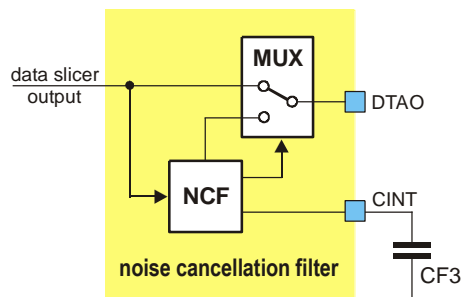 MUX
data slicer
output
DTAO
NCF
CINT
noise cancellation filter
CF3